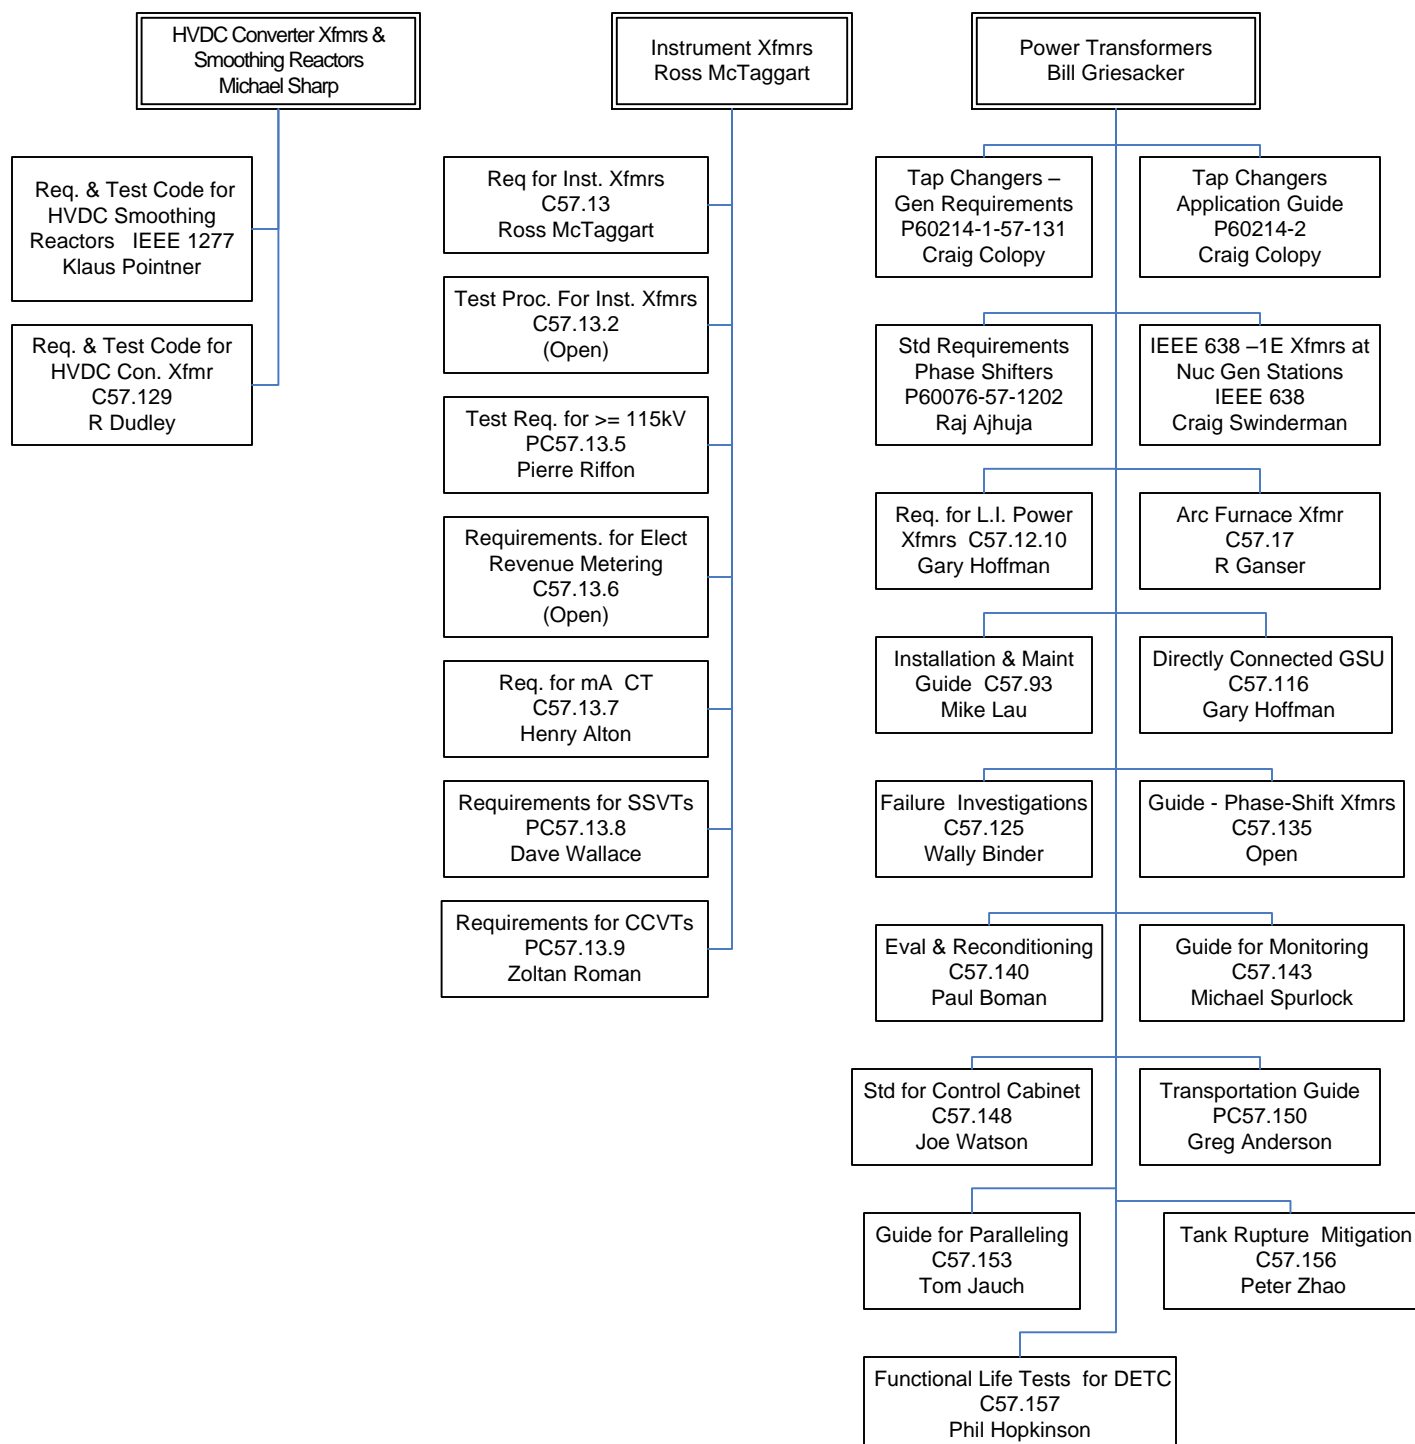 HVDC Converter Xfmrs &
Smoothing Reactors
Michael Sharp
Req. & Test Code for
HVDC Smoothing
Reactors IEEE 1277
Klaus Pointner
Req. & Test Code for
HVDC Con. Xfmr
C57.129
R Dudley
Instrument Xfmrs
Ross McTaggart
Req for Inst. Xfmrs
C57.13
Ross McTaggart
Test Proc. For Inst. Xfmrs
C57.13.2
(Open)
Test Req. for >= 115kV
PC57.13.5
Pierre Riffon
Requirements. for Elect
Revenue Metering
C57.13.6
(Open)
Req. for mA CT
C57.13.7
Henry Alton
Requirements for SSVTs
PC57.13.8
Dave Wallace
Requirements for CCVTs
PC57.13.9
Zoltan Roman
Power Transformers
Bill Griesacker
Tap Changers –
Gen Requirements
P60214-1-57-131
Craig Colopy
Tap Changers
Application Guide
P60214-2
Craig Colopy
Std Requirements
Phase Shifters
P60076-57-1202
Raj Ajhuja
IEEE 638 –1E Xfmrs at
Nuc Gen Stations
IEEE 638
Craig Swinderman
Req. for L.I. Power
Xfmrs C57.12.10
Gary Hoffman
Arc Furnace Xfmr
C57.17
R Ganser
Installation & Maint
Guide C57.93
Mike Lau
Directly Connected GSU
C57.116
Gary Hoffman
Failure Investigations
C57.125
Wally Binder
Guide - Phase-Shift Xfmrs
C57.135
Open
Eval & Reconditioning
C57.140
Paul Boman
Guide for Monitoring
C57.143
Michael Spurlock
Std for Control Cabinet
C57.148
Joe Watson
Transportation Guide
PC57.150
Greg Anderson
Guide for Paralleling
C57.153
Tom Jauch
Tank Rupture Mitigation
C57.156
Peter Zhao
Functional Life Tests for DETC
C57.157
Phil Hopkinson